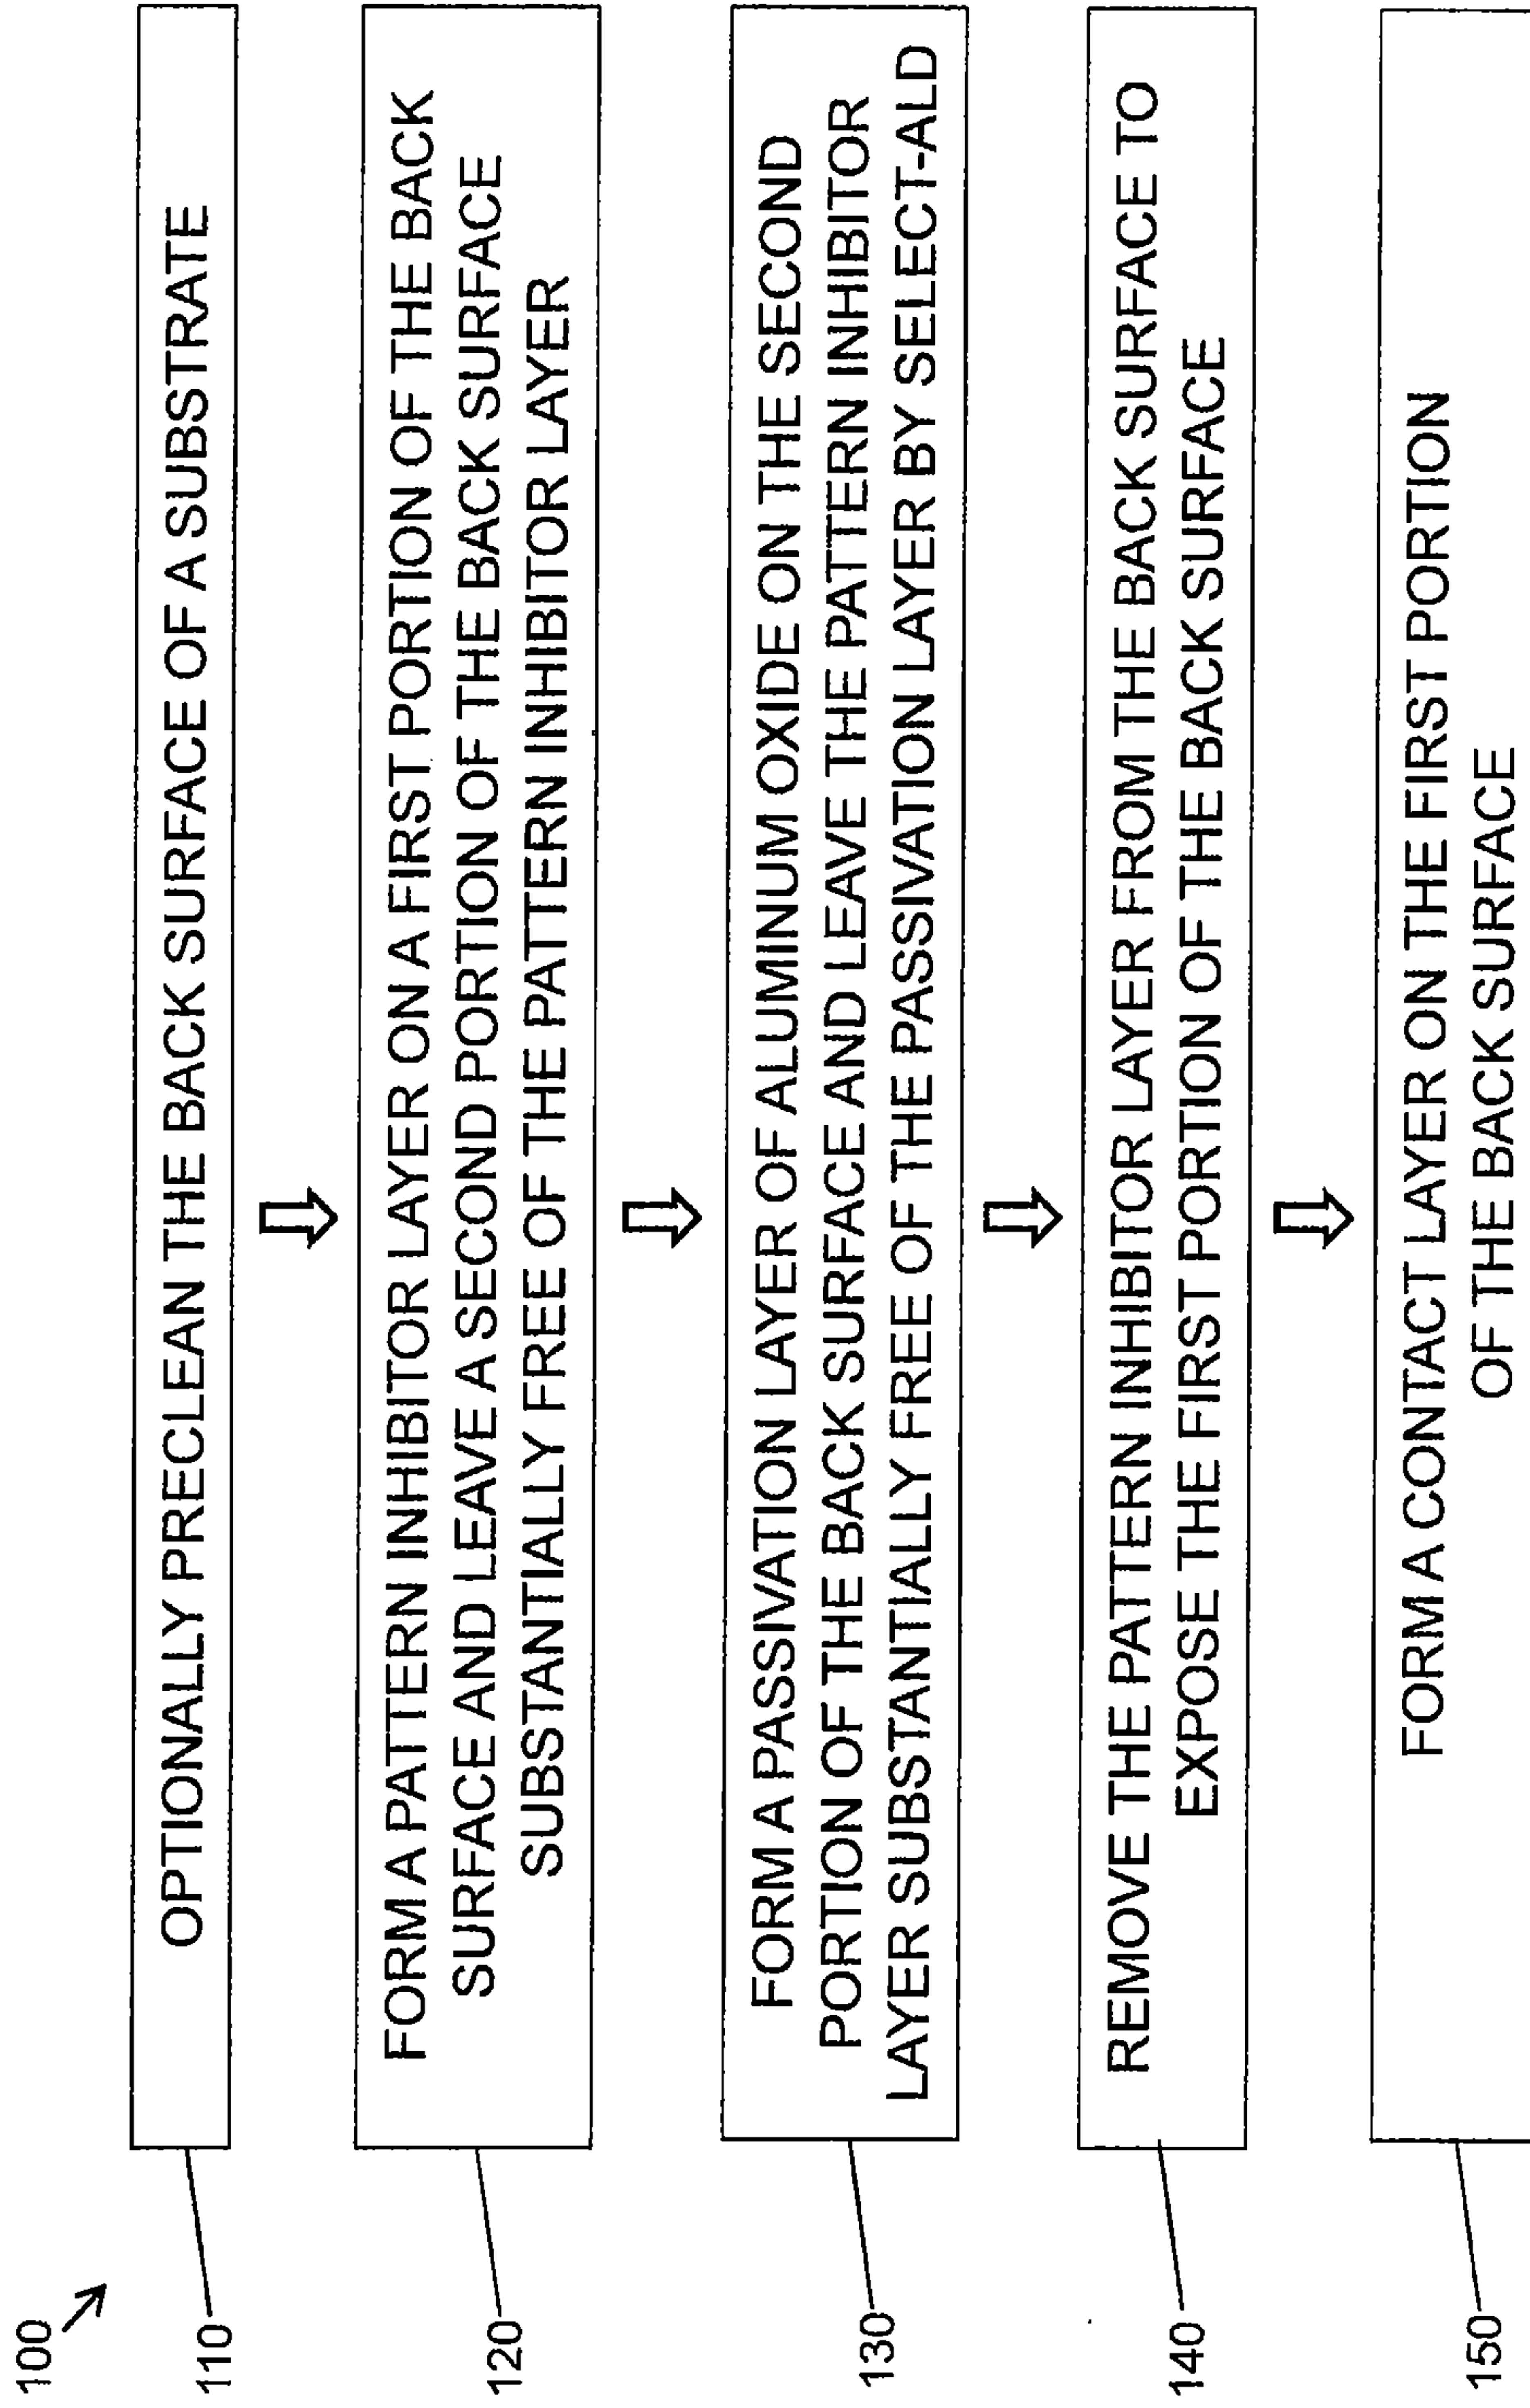 100
110
OPTIONALLY PRECLEAN THE BACK SURFACE OF A SUBSTRATE
120
FORM A PATTERN INHIBITOR LAYER ON A FIRST PORTION OF THE BACK
SURFACE AND LEAVE A SECOND PORTION OF THE BACK SURFACE
SUBSTANTIALLY FREE OF THE PATTERN INHIBITOR LAYER
130
FORM A PASSIVATION LAYER OF ALUMINUM OXIDE ON THE SECOND
PORTION OF THE BACK SURFACE AND LEAVE THE PATTERN INHIBITOR
LAYER SUBSTANTIALLY FREE OF THE PASSIVATION LAYER BY SELECT-ALD
140
REMOVE THE PATTERN INHIBITOR LAYER FROM THE BACK SURFACE TO
EXPOSE THE FIRST PORTION OF THE BACK SURFACE
150
FORM A CONTACT LAYER ON THE FIRST PORTION
OF THE BACK SURFACE